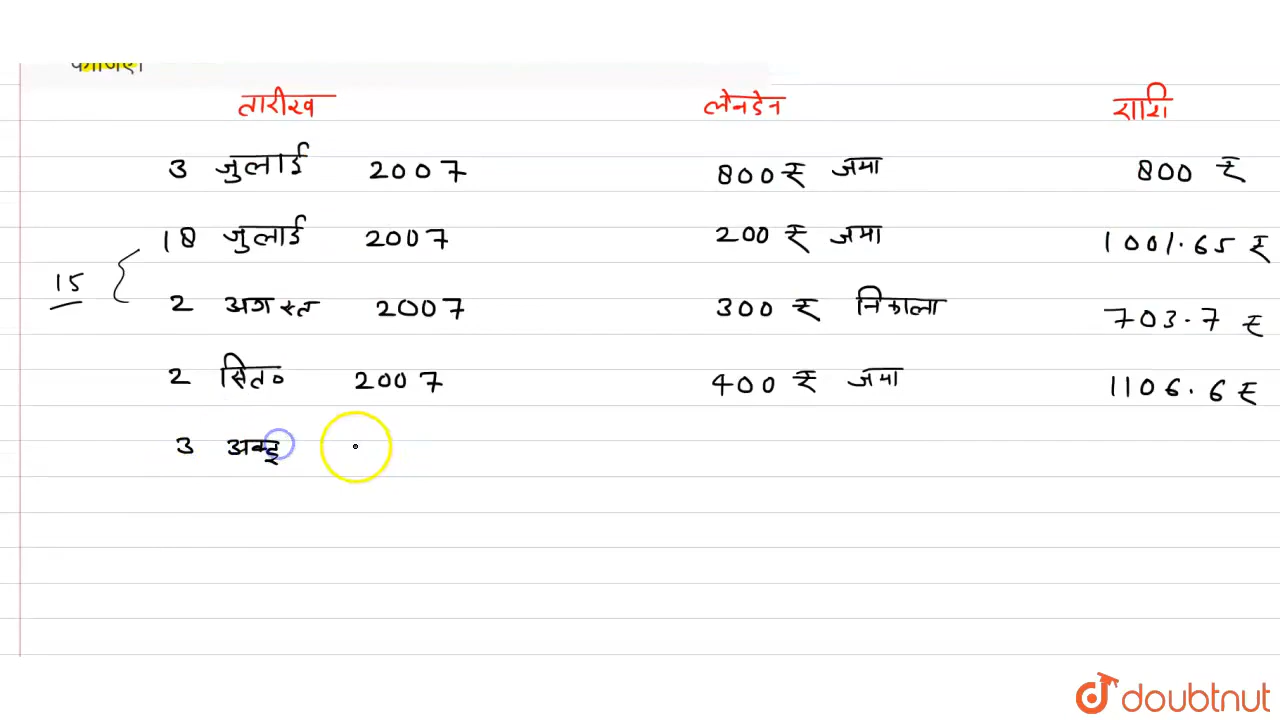 तारीख लेनदेन राशि
3 जुलाई 2007 800 ₹ जमा 800 ₹
18 जुलाई 2007 200 ₹ जमा 1001.65 ₹
15
2 अगस्त 2007 300 ₹ निकाला 703.7 ₹
2 सित० 2007 400 ₹ जमा 1106.6 ₹
3
doubtnut